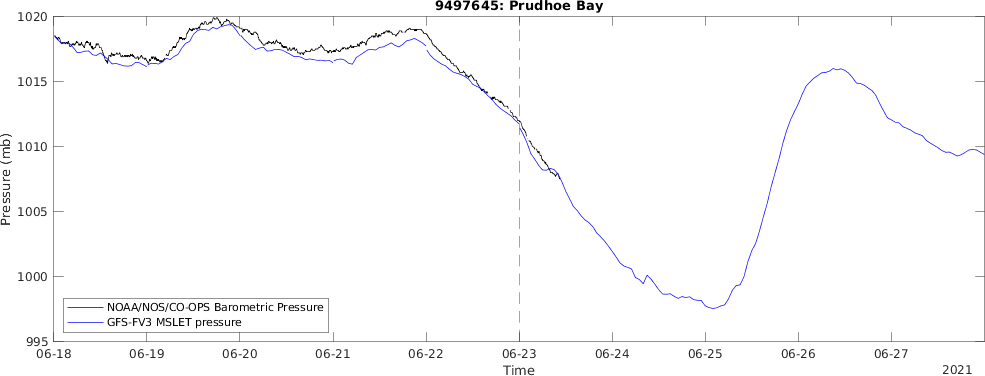 9497645: Prudhoe Bay
1020
1015
1010
1005
1000
995
Pressure (mb)
NOAA/NOS/CO-OPS Barometric Pressure
GFS-FV3 MSLET pressure
06-18 06-19 06-20 06-21 06-22 06-23 06-24 06-25 06-26 06-27
Time
2021